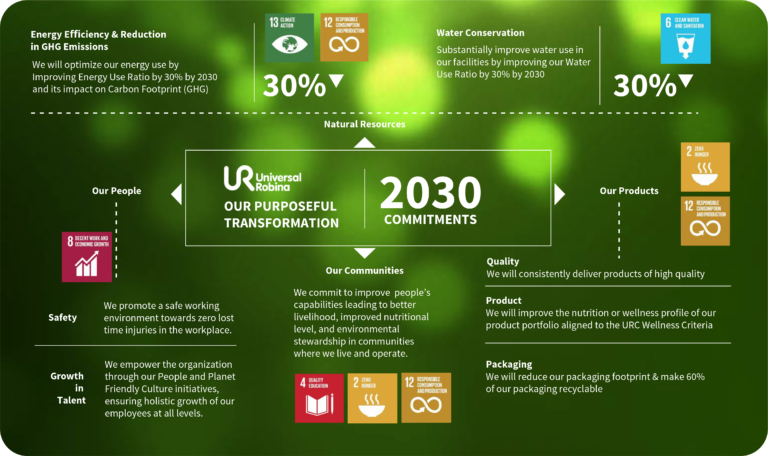 Energy Efficiency & Reduction
in GHG Emissions
We will optimize our energy use by
Improving Energy Use Ratio by 30% by 2030
and its impact on Carbon Footprint (GHG)
13 CLIMATE
ACTION
12 RESPONSIBLE
CONSUMPTION
AND PRODUCTION
30%
Water Conservation
Substantially improve water use in
our facilities by improving our Water
Use Ratio by 30% by 2030
6 CLEAN WATER
AND SANITATION
30%
Natural Resources
UR Universal
Robina
OUR PURPOSEFUL
TRANSFORMATION
2030
COMMITMENTS
Our People
8 DECENT WORK AND
ECONOMIC GROWTH
Safety
We promote a safe working
environment towards zero lost
time injuries in the workplace.
Growth
in
Talent
We empower the organization
through our People and Planet
Friendly Culture initiatives,
ensuring holistic growth of our
employees at all levels.
Our Communities
We commit to improve people's
capabilities leading to better
livelihood, improved nutritional
level, and environmental
stewardship in communities
where we live and operate.
4 QUALITY
EDUCATION
2 ZERO
HUNGER
12 RESPONSIBLE
CONSUMPTION
AND PRODUCTION
Our Products
2 ZERO
HUNGER
12 RESPONSIBLE
CONSUMPTION
AND PRODUCTION
Quality
We will consistently deliver products of high quality
Product
We will improve the nutrition or wellness profile of our
product portfolio aligned to the URC Wellness Criteria
Packaging
We will reduce our packaging footprint & make 60%
of our packaging recyclable